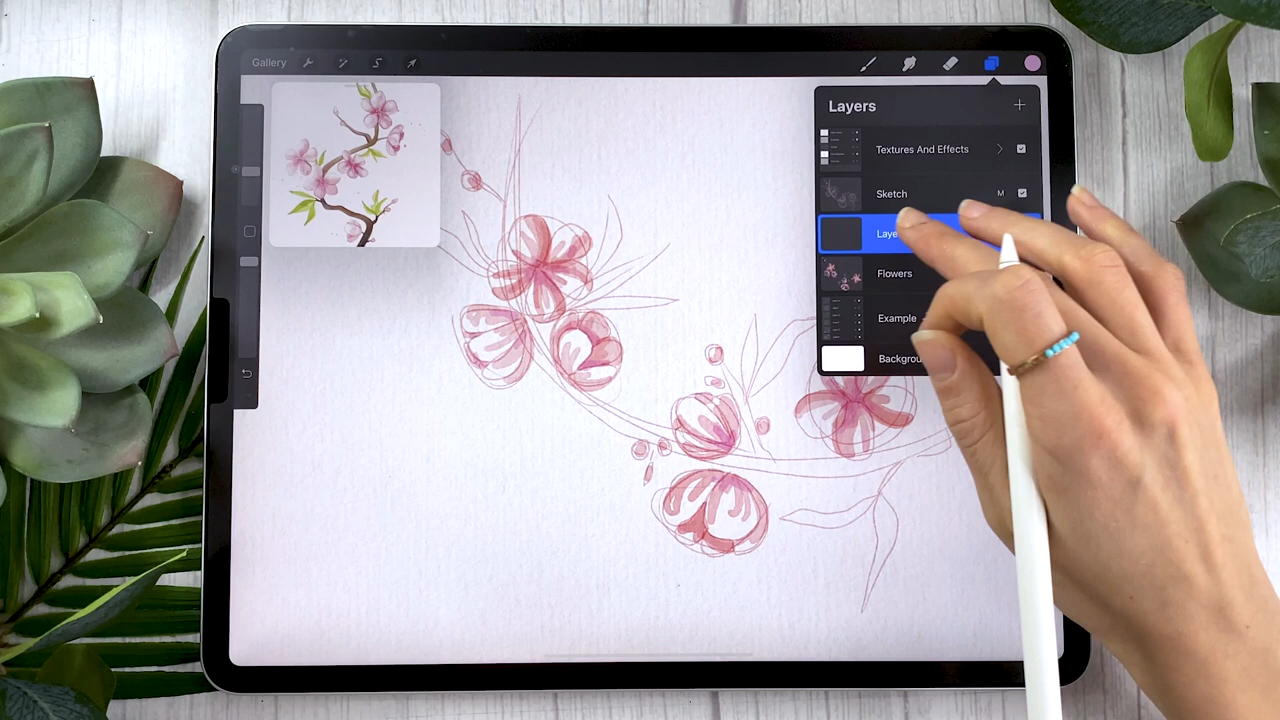 Gallery
Layers
Textures And Effects
Sketch M
Flowers
Example